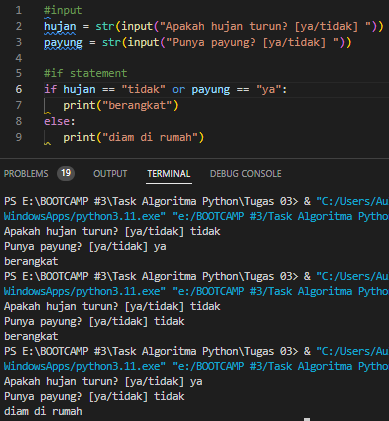 1 #input
2 hujan = str(input("Apakah hujan turun? [ya/tidak] "))
3 payung = str(input("Punya payung? [ya/tidak] "))
4
5 #if statement
6 if hujan == "tidak" or payung == "ya":
7 print("berangkat")
8 else:
9 print("diam di rumah")
PROBLEMS 19 OUTPUT TERMINAL DEBUG CONSOLE
PS E:\BOOTCAMP #3\Task Algoritma Python\Tugas 03> & "C:/Users/Au
WindowsApps/python3.11.exe" "e:/BOOTCAMP #3/Task Algoritma Pytho
Apakah hujan turun? [ya/tidak] tidak
Punya payung? [ya/tidak] ya
berangkat
PS E:\BOOTCAMP #3\Task Algoritma Python\Tugas 03> & "C:/Users/Au
WindowsApps/python3.11.exe" "e:/BOOTCAMP #3/Task Algoritma Pytho
Apakah hujan turun? [ya/tidak] tidak
Punya payung? [ya/tidak] tidak
berangkat
PS E:\BOOTCAMP #3\Task Algoritma Python\Tugas 03> & "C:/Users/Au
WindowsApps/python3.11.exe" "e:/BOOTCAMP #3/Task Algoritma Pytho
Apakah hujan turun? [ya/tidak] ya
Punya payung? [ya/tidak] tidak
diam di rumah